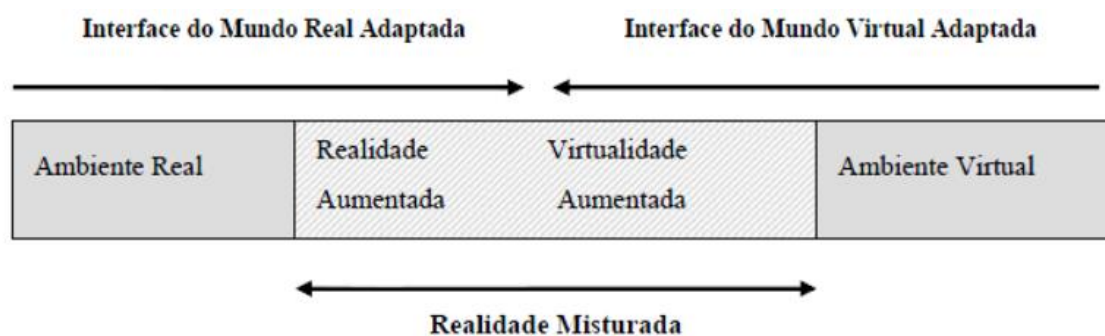 Interface do Mundo Real Adaptada
Interface do Mundo Virtual Adaptada
Ambiente Real
Realidade
Aumentada
Virtualidade
Aumentada
Ambiente Virtual
Realidade Misturada